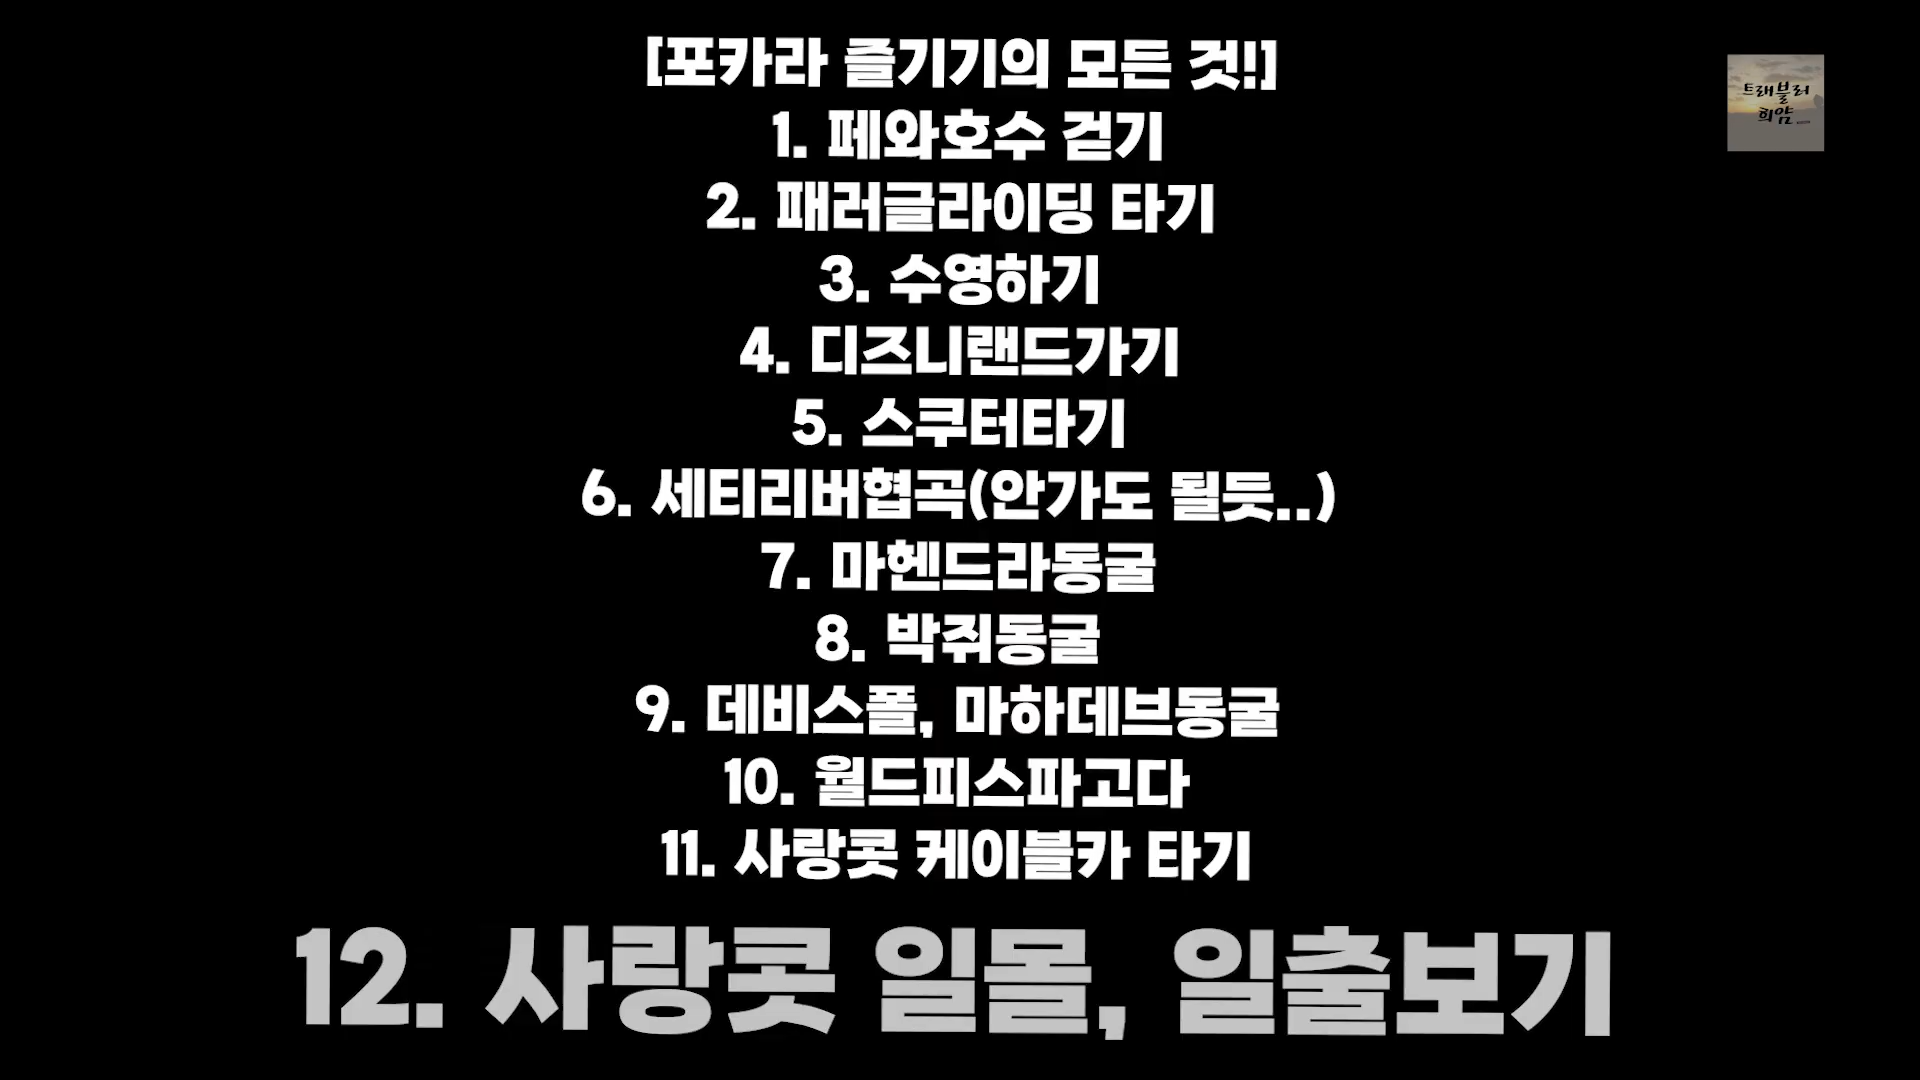 [포카라 즐기기의 모든 것!]
1. 페와호수 걷기
2. 패러글라이딩 타기
3. 수영하기
4. 디즈니랜드가기
5. 스쿠터타기
6. 세티리버협곡(안가도 될듯..)
7. 마헨드라동굴
8. 박쥐동굴
9. 데비스폴, 마하데브동굴
10. 월드피스파고다
11. 사랑콧 케이블카 타기
12. 사랑콧 일몰, 일출보기
트래블러
희얌